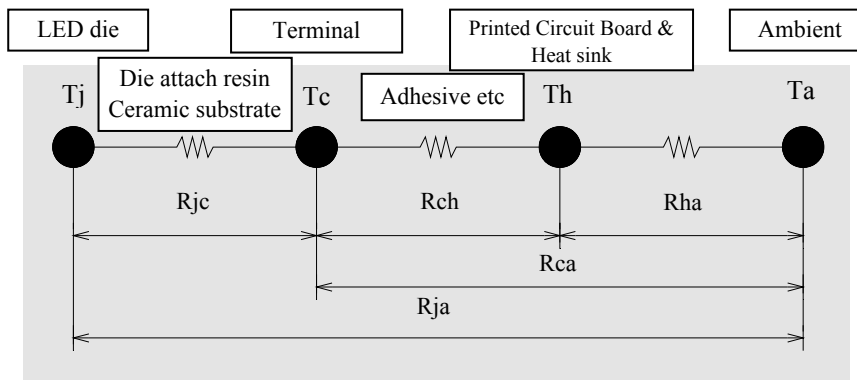 LED die
Terminal
Printed Circuit Board &
Heat sink
Ambient
Die attach resin
Ceramic substrate
Adhesive etc
Tj
Tc
Th
Ta
Rjc
Rch
Rha
Rca
Rja